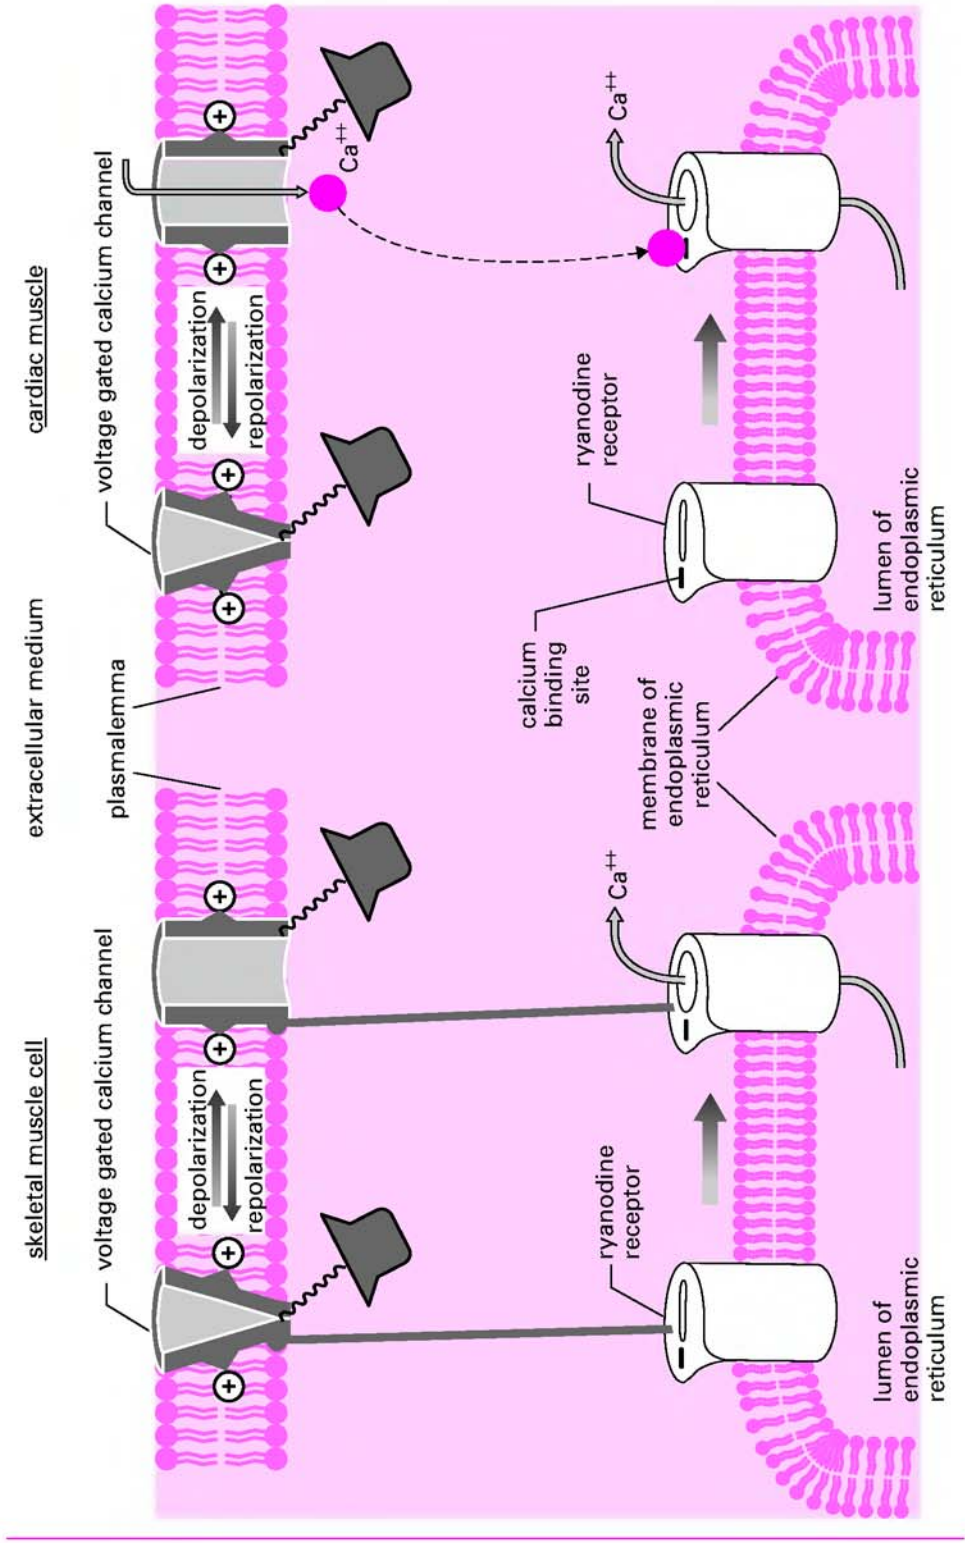 skeletal muscle cell
extracellular medium
cardiac muscle
voltage gated calcium channel
plasmalemma
voltage gated calcium channel
depolarization
repolarization
+
+
+
+
depolarization
repolarization
+
+
+
+
Ca++
ryanodine
receptor
Ca++
membrane of
endoplasmic
reticulum
calcium
binding
site
ryanodine
receptor
Ca++
lumen of
endoplasmic
reticulum
lumen of
endoplasmic
reticulum